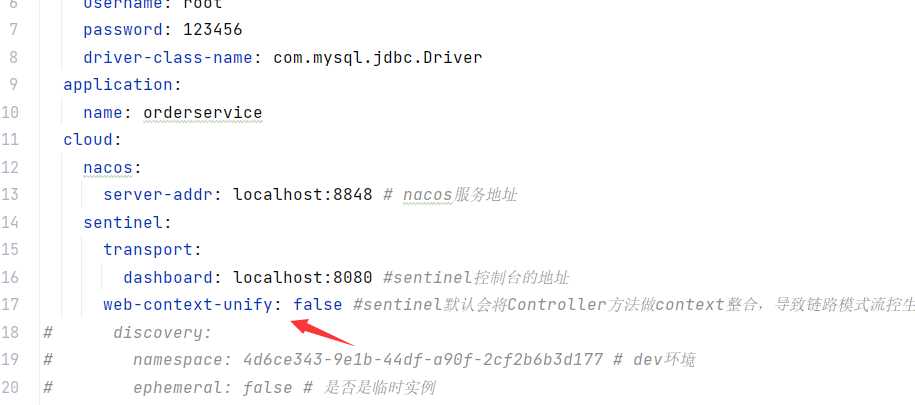 6 username: root
7 password: 123456
8 driver-class-name: com.mysql.jdbc.Driver
9 application:
10 name: orderservice
11 cloud:
12 nacos:
13 server-addr: localhost:8848 # nacos服务地址
14 sentinel:
15 transport:
16 dashboard: localhost:8080 #sentinel控制台的地址
17 web-context-unify: false #sentinel默认会将Controller方法做context整合，导致链路模式流控生
18 # discovery:
19 # namespace: 4d6ce343-9e1b-44df-a90f-2cf2b6b3d177 # dev环境
20 # ephemeral: false # 是否是临时实例